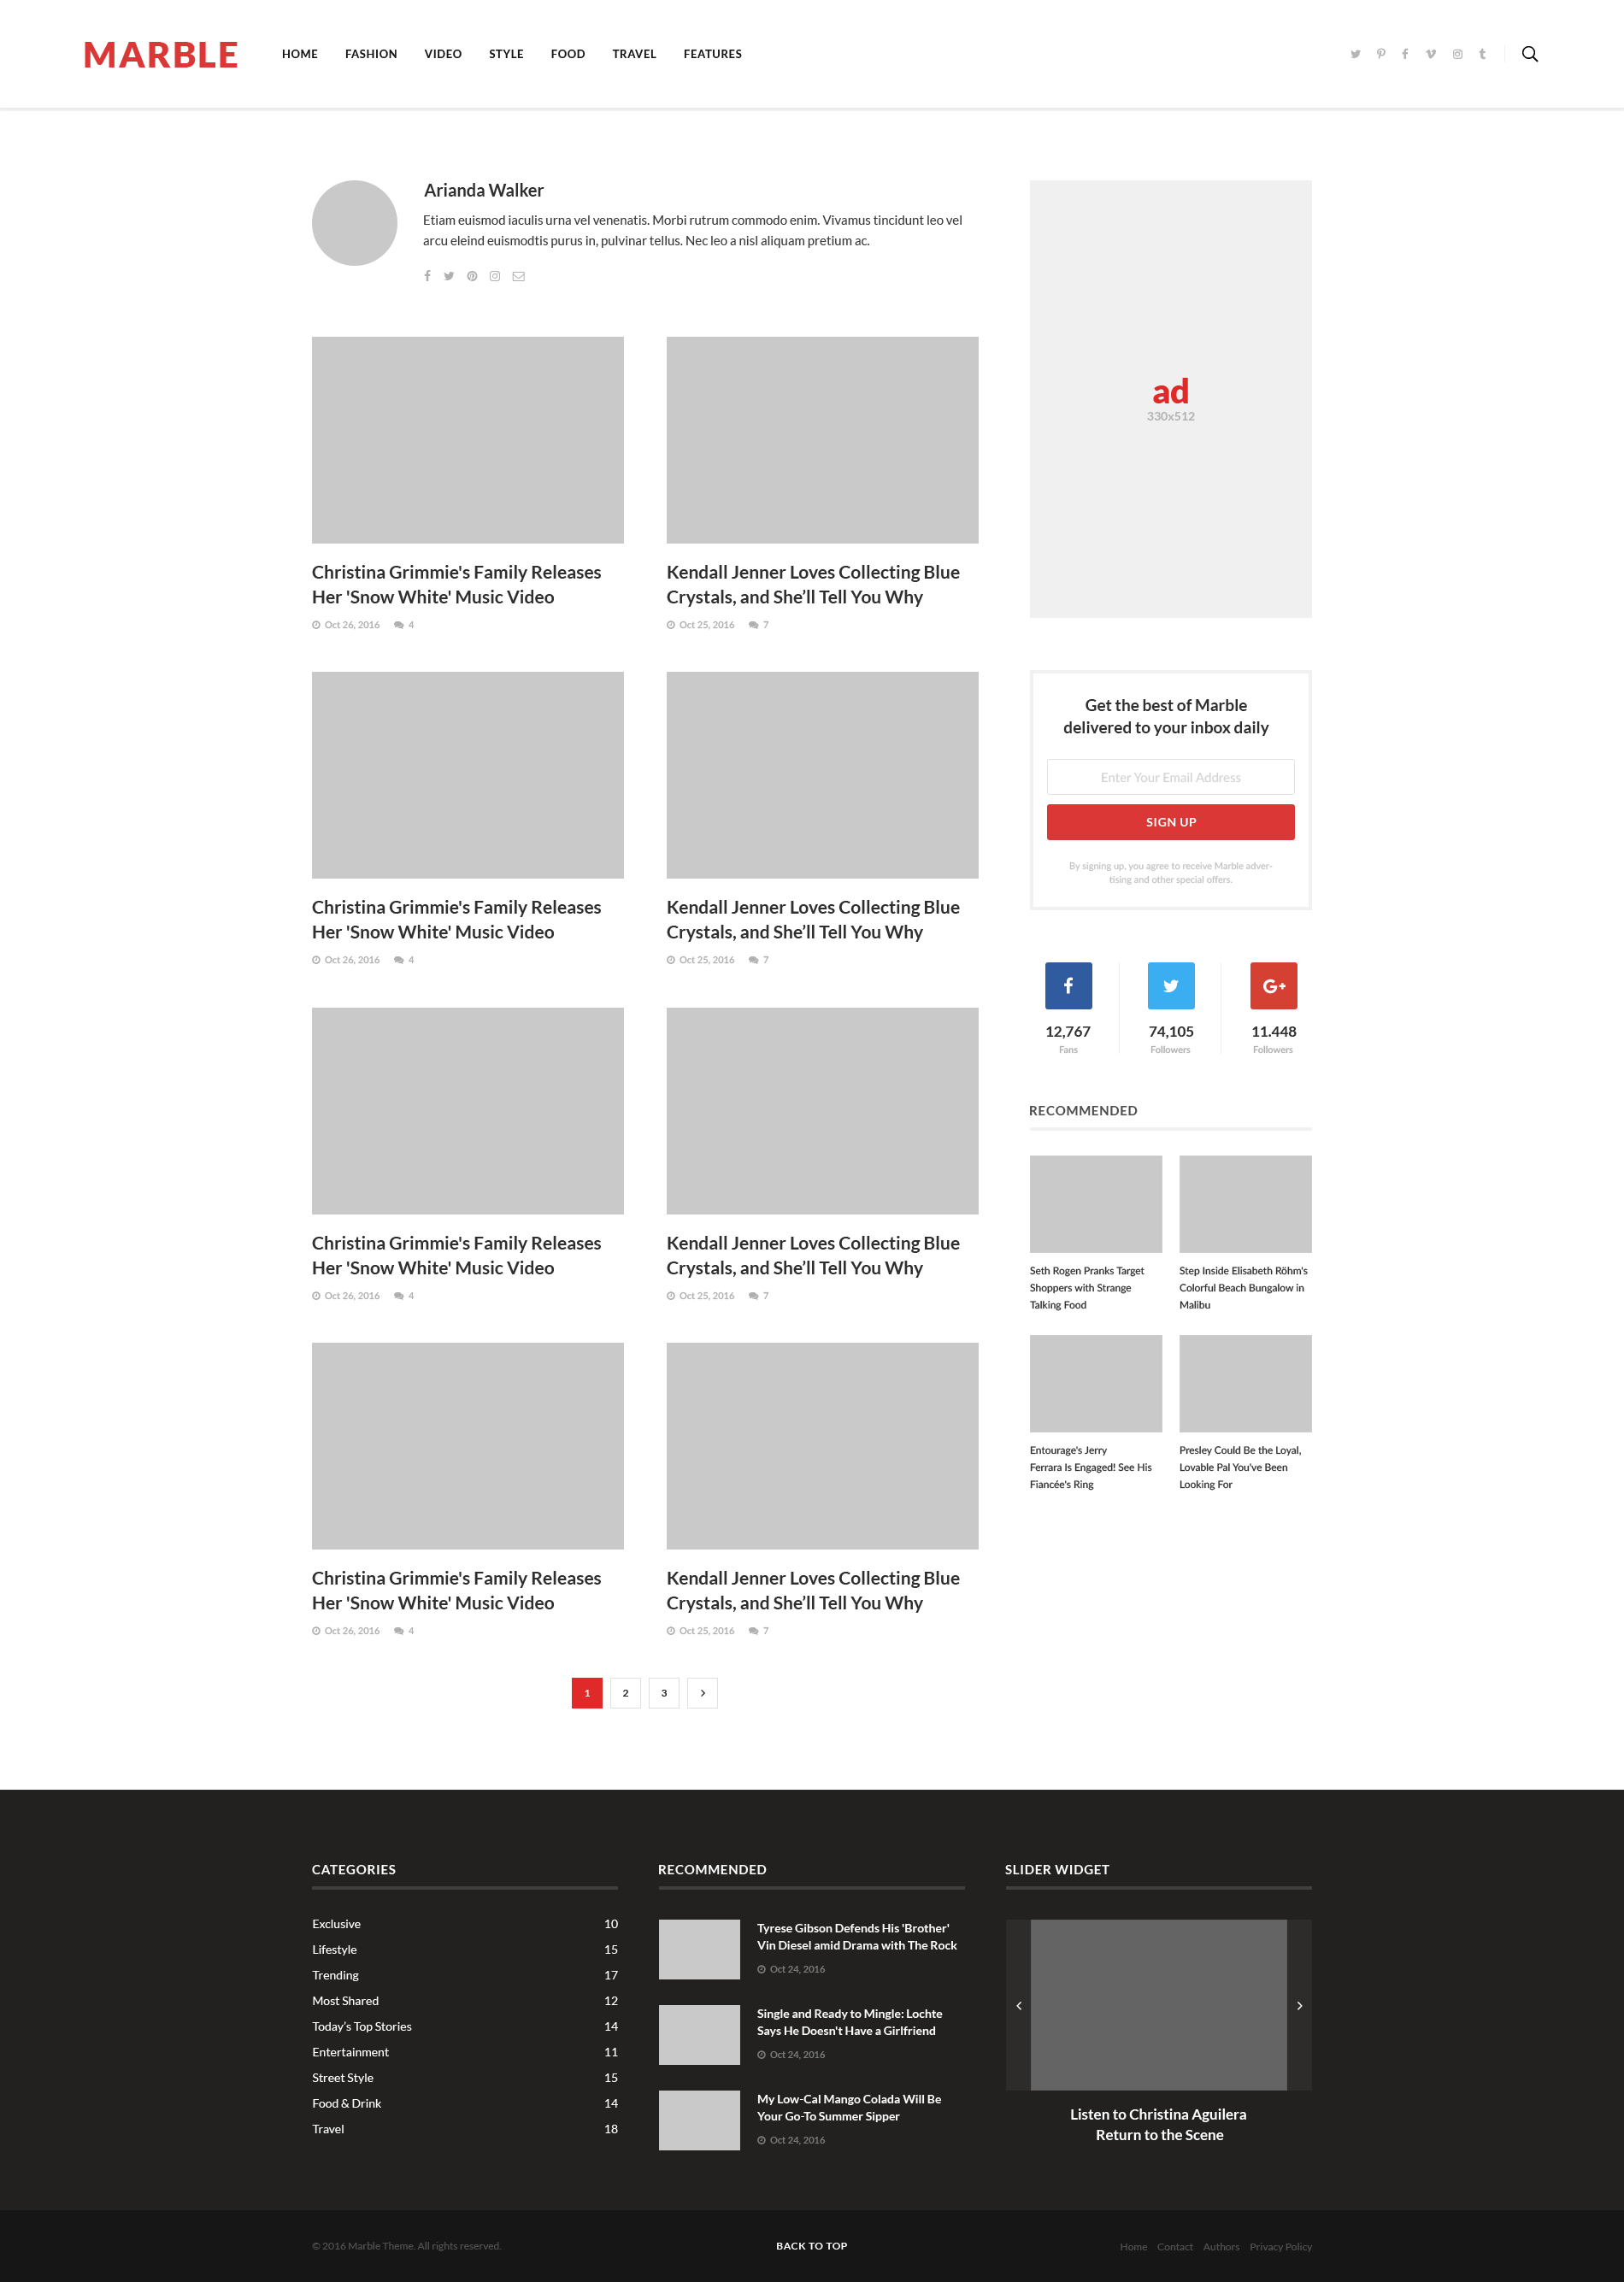 MARBLE
HOME FASHION VIDEO STYLE FOOD TRAVEL FEATURES
Arianda Walker
Etiam euismod iaculis urna vel venenatis. Morbi rutrum commodo enim. Vivamus tincidunt leo vel
arcu eleind euismodtis purus in, pulvinar tellus. Nec leo a nisl aliquam pretium ac.
Christina Grimmie's Family Releases
Her 'Snow White' Music Video
Oct 26, 2016 4
Kendall Jenner Loves Collecting Blue
Crystals, and She’ll Tell You Why
Oct 25, 2016 7
Christina Grimmie's Family Releases
Her 'Snow White' Music Video
Oct 26, 2016 4
Kendall Jenner Loves Collecting Blue
Crystals, and She’ll Tell You Why
Oct 25, 2016 7
Christina Grimmie's Family Releases
Her 'Snow White' Music Video
Oct 26, 2016 4
Kendall Jenner Loves Collecting Blue
Crystals, and She’ll Tell You Why
Oct 25, 2016 7
Christina Grimmie's Family Releases
Her 'Snow White' Music Video
Oct 26, 2016 4
Kendall Jenner Loves Collecting Blue
Crystals, and She’ll Tell You Why
Oct 25, 2016 7
1 2 3
ad
330x512
Get the best of Marble
delivered to your inbox daily
Enter Your Email Address
SIGN UP
By signing up, you agree to receive Marble adver-
tising and other special offers.
12,767 74,105 11.448
Fans Followers Followers
RECOMMENDED
Seth Rogen Pranks Target
Shoppers with Strange
Talking Food
Step Inside Elisabeth Röhm's
Colorful Beach Bungalow in
Malibu
Entourage's Jerry
Ferrara Is Engaged! See His
Fiancée's Ring
Presley Could Be the Loyal,
Lovable Pal You've Been
Looking For
CATEGORIES
Exclusive 10
Lifestyle 15
Trending 17
Most Shared 12
Today’s Top Stories 14
Entertainment 11
Street Style 15
Food & Drink 14
Travel 18
RECOMMENDED
Tyrese Gibson Defends His 'Brother'
Vin Diesel amid Drama with The Rock
Oct 24, 2016
Single and Ready to Mingle: Lochte
Says He Doesn't Have a Girlfriend
Oct 24, 2016
My Low-Cal Mango Colada Will Be
Your Go-To Summer Sipper
Oct 24, 2016
SLIDER WIDGET
Listen to Christina Aguilera
Return to the Scene
© 2016 Marble Theme. All rights reserved.
BACK TO TOP
Home Contact Authors Privacy Policy